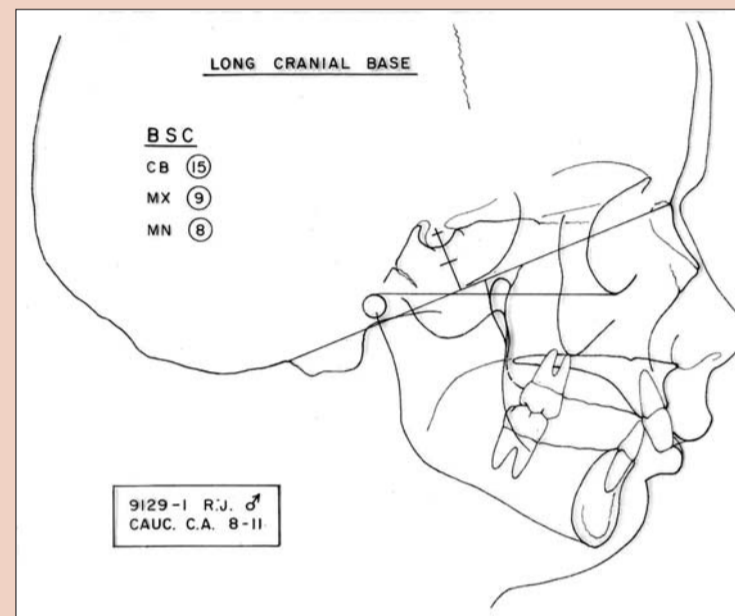 LONG CRANIAL BASE
BSC
CB 15
MX 9
MN 8
9129-1 R.J. ♂
CAUC. C.A. 8-11